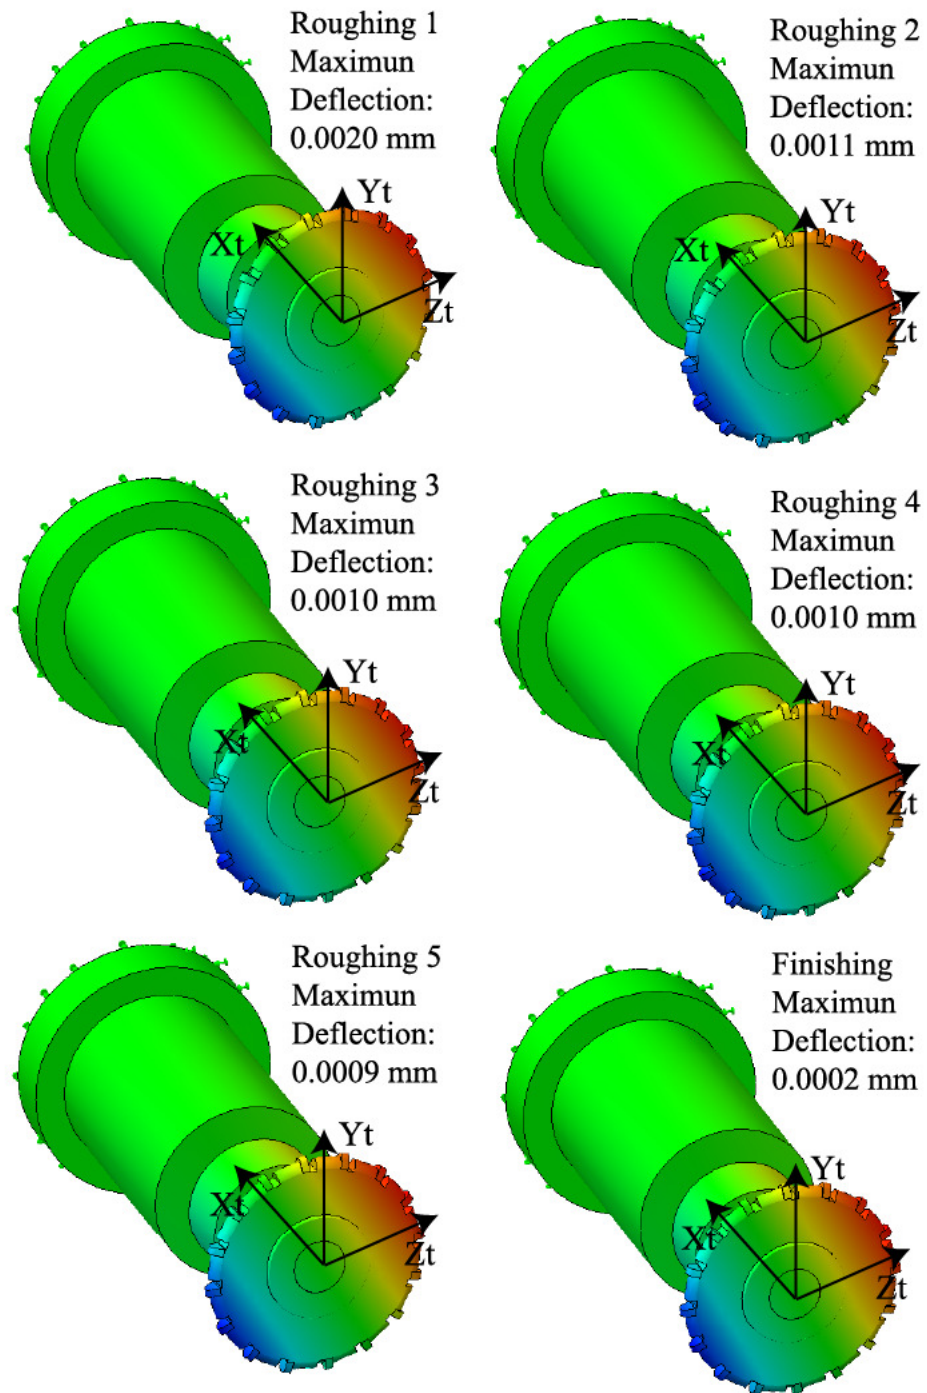 Roughing 1
Maximun
Deflection:
0.0020 mm
Yt
Xt
Zt
Roughing 2
Maximun
Deflection:
0.0011 mm
Yt
Xt
Zt
Roughing 3
Maximun
Deflection:
0.0010 mm
Yt
Xt
Zt
Roughing 4
Maximun
Deflection:
0.0010 mm
Yt
Xt
Zt
Roughing 5
Maximun
Deflection:
0.0009 mm
Yt
Xt
Zt
Finishing
Maximun
Deflection:
0.0002 mm
Yt
Xt
Zt